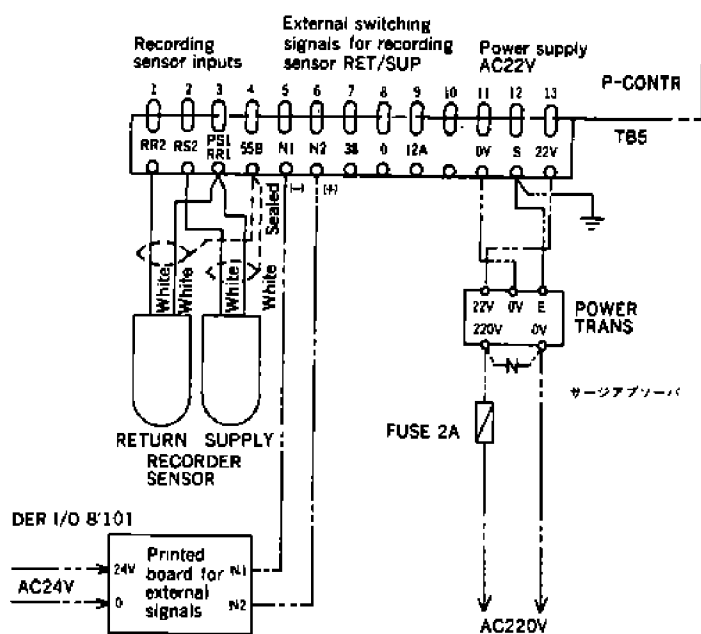 Recording
sensor inputs
External switching
signals for recording
sensor RET/SUP
Power supply
AC22V
P-CONTR
TB5
1 2 3 4 5 6 7 8 9 10 11 12 13
RR2 RS2 PS1 RR1 55B N1 N2 38 0 12A 0V S 22V
(-) (+)
Sealed
White White White White
22V 0V E
220V 0V
POWER
TRANS
N
サージアブソーバ
FUSE 2A
RETURN SUPPLY
RECORDER
SENSOR
DER I/O 8'101
AC24V
24V
0
Printed
board for
external
signals
N1
N2
AC220V